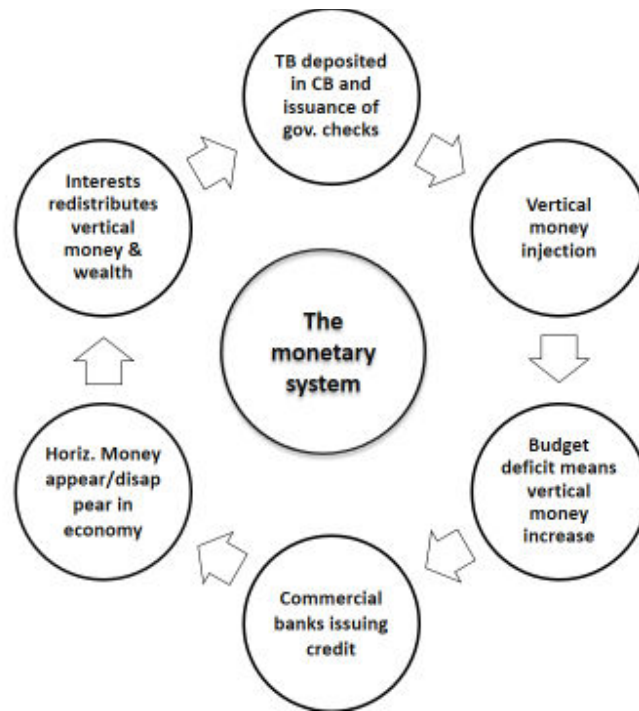 TB deposited
in CB and
issuance of
gov. checks
Vertical
money
injection
Budget
deficit means
vertical
money
increase
Commercial
banks issuing
credit
Horiz. Money
appear/disap
pear in
economy
Interests
redistributes
vertical
money &
wealth
The
monetary
system